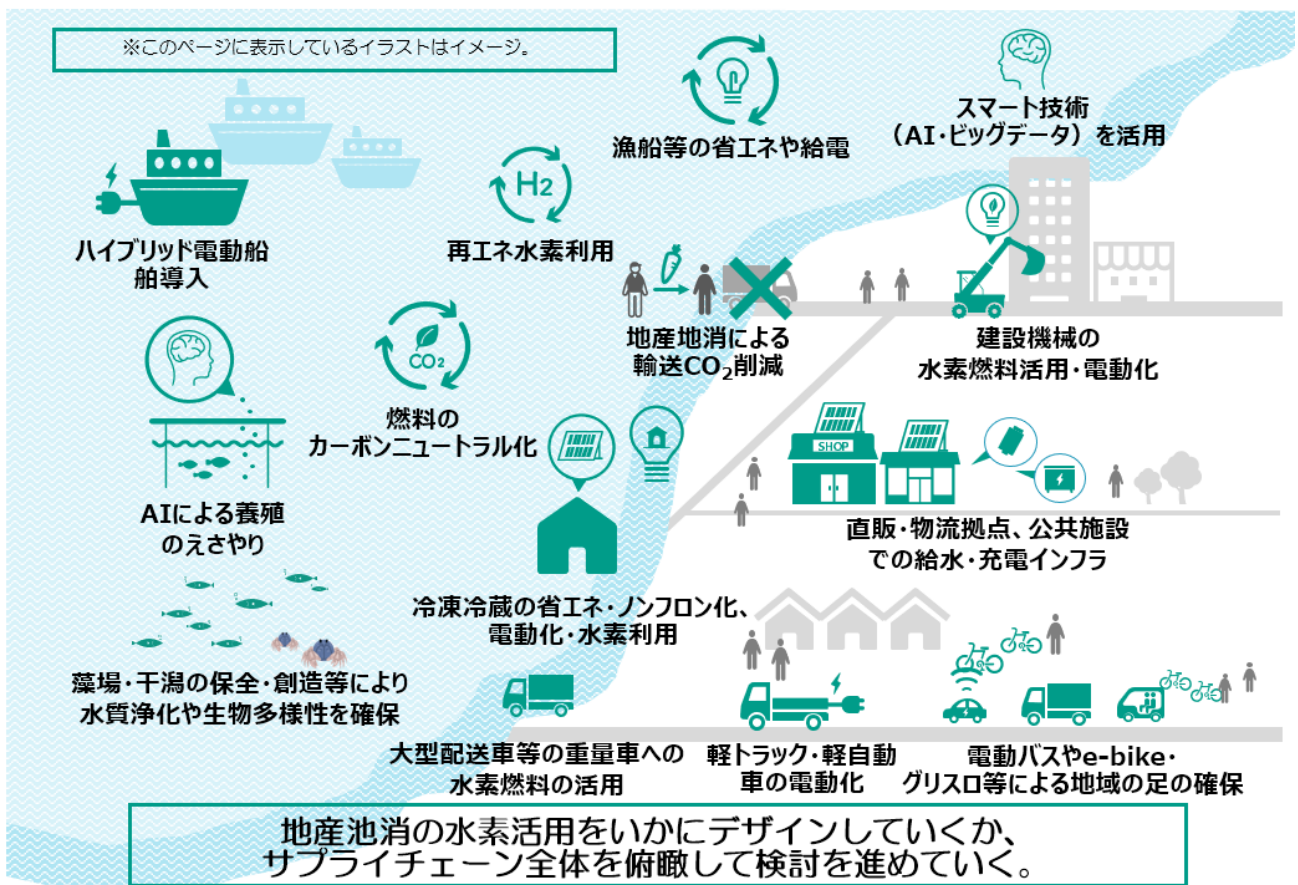 ※このページに表示しているイラストはイメージ。
スマート技術
（AI・ビッグデータ）を活用
漁船等の省エネや給電
H2
ハイブリッド電動船
舶導入
再エネ水素利用
地産地消による
輸送CO2削減
建設機械の
水素燃料活用・電動化
CO2
燃料の
カーボンニュートラル化
SHOP
AIによる養殖
のえさやり
直販・物流拠点、公共施設
での給水・充電インフラ
冷凍冷蔵の省エネ・ノンフロン化、
電動化・水素利用
藻場・干潟の保全・創造等により
水質浄化や生物多様性を確保
大型配送車等の重量車への
水素燃料の活用
軽トラック・軽自動
車の電動化
電動バスやe-bike・
グリスロ等による地域の足の確保
地産池消の水素活用をいかにデザインしていくか、
サプライチェーン全体を俯瞰して検討を進めていく。